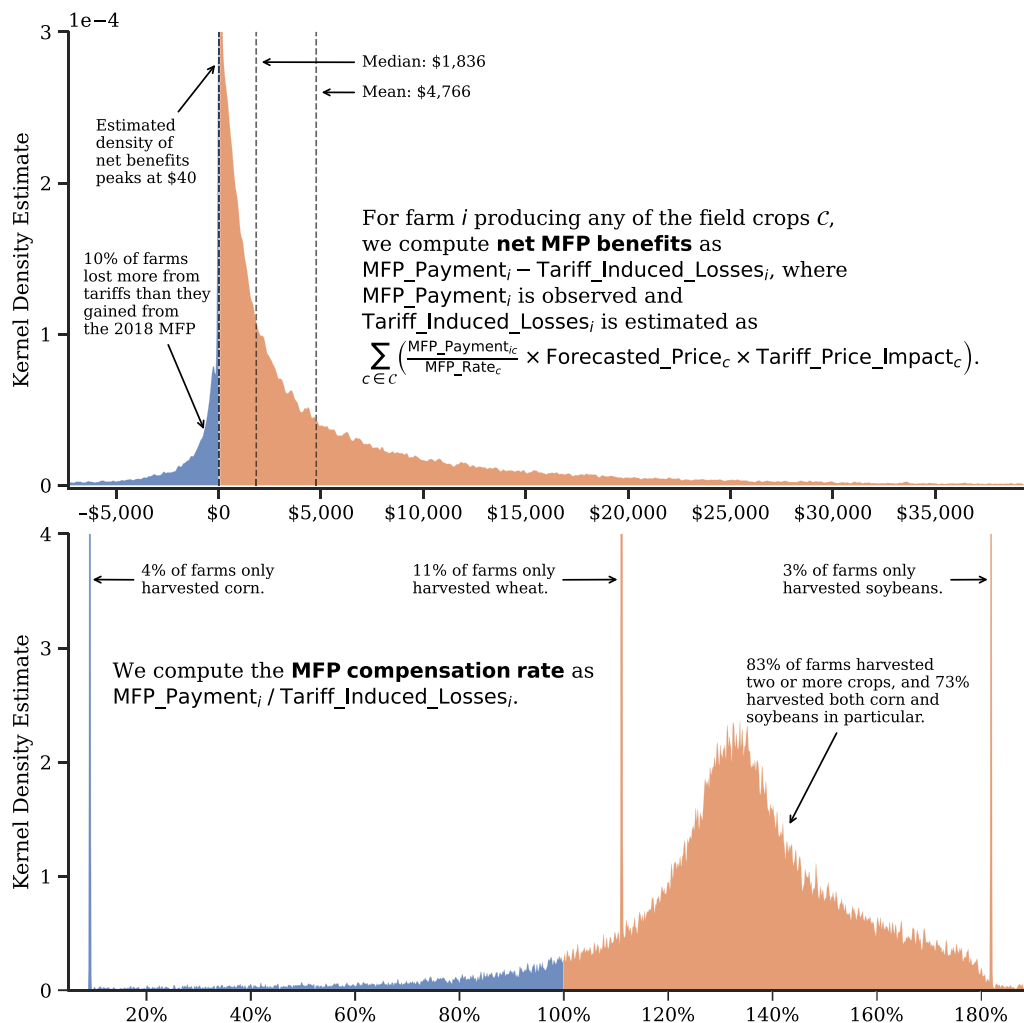 1e−4
3
2
1
0
Kernel Density Estimate
Median: $1,836
Mean: $4,766
Estimated
density of
net benefits
peaks at $40
10% of farms
lost more from
tariffs than they
gained from
the 2018 MFP
For farm i producing any of the field crops 𝒞,
we compute net MFP benefits as
MFP_Paymentᵢ − Tariff_Induced_Lossesᵢ, where
MFP_Paymentᵢ is observed and
Tariff_Induced_Lossesᵢ is estimated as
∑_{c∈𝒞} (MFP_Payment_{ic} / MFP_Rate_c × Forecasted_Price_c × Tariff_Price_Impact_c).
–$5,000 $0 $5,000 $10,000 $15,000 $20,000 $25,000 $30,000 $35,000
4
3
2
1
0
Kernel Density Estimate
4% of farms only
harvested corn.
11% of farms only
harvested wheat.
3% of farms only
harvested soybeans.
We compute the MFP compensation rate as
MFP_Paymentᵢ / Tariff_Induced_Lossesᵢ.
83% of farms harvested
two or more crops, and 73%
harvested both corn and
soybeans in particular.
20% 40% 60% 80% 100% 120% 140% 160% 180%